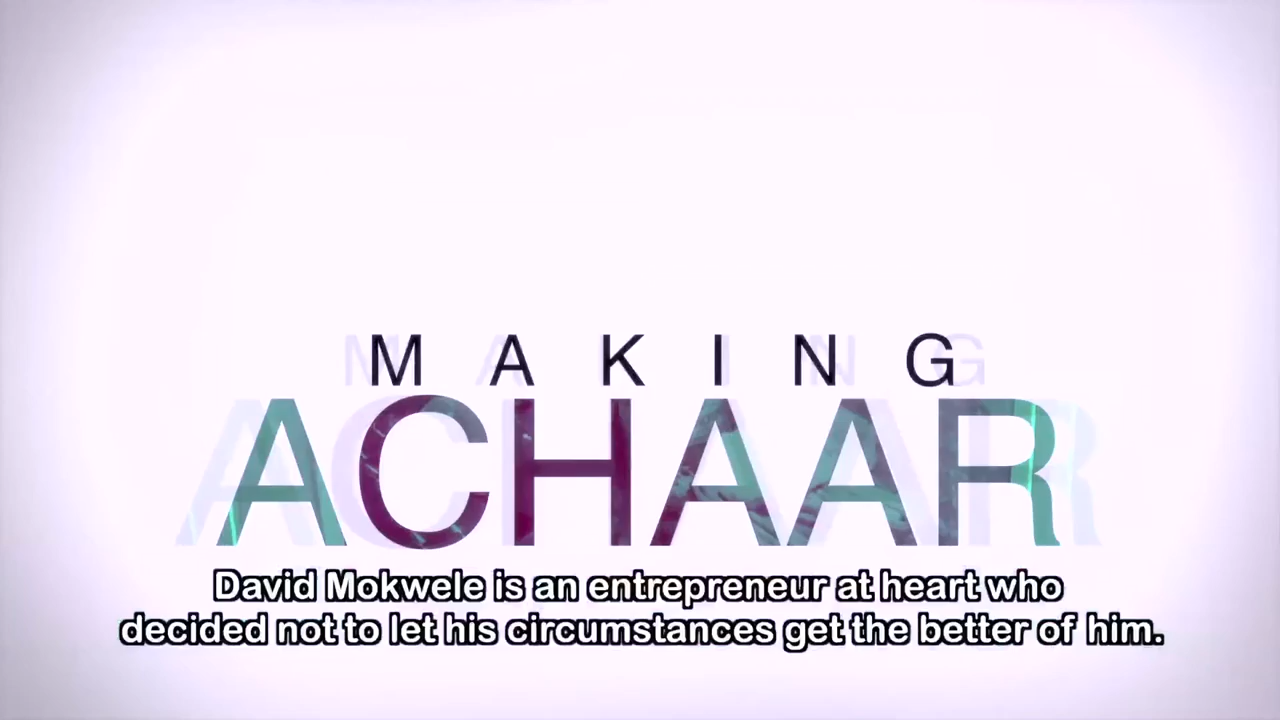 MAKING
ACHAAR
David Mokwele is an entrepreneur at heart who
decided not to let his circumstances get the better of him.